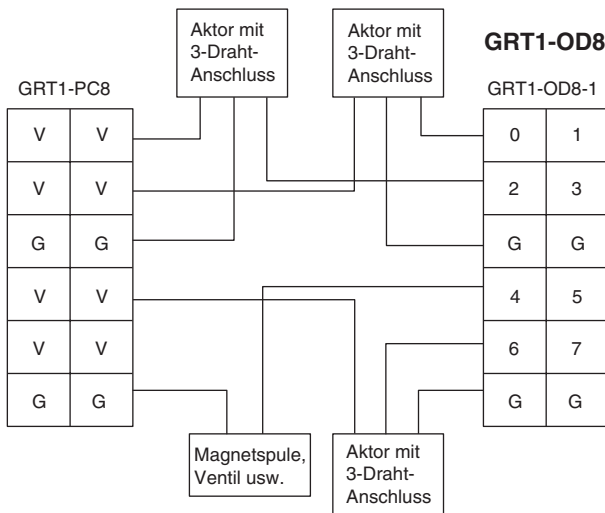 Aktor mit
3-Draht-
Anschluss
Aktor mit
3-Draht-
Anschluss
GRT1-OD8
GRT1-PC8
GRT1-OD8-1
V V
V V
G G
V V
V V
G G
0 1
2 3
G G
4 5
6 7
G G
Magnetspule,
Ventil usw.
Aktor mit
3-Draht-
Anschluss